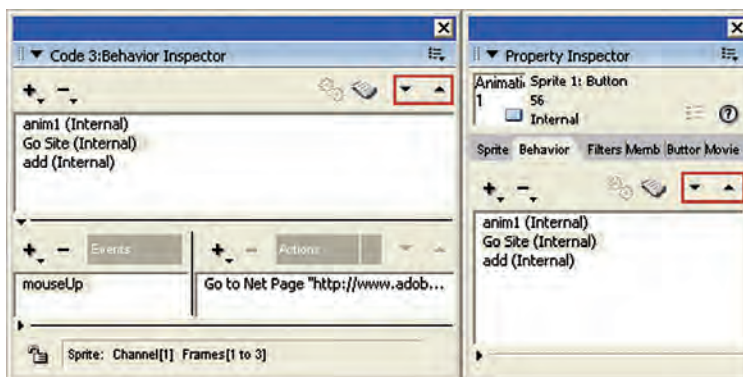 Code 3:Behavior Inspector
anim1 (Internal)
Go Site (Internal)
add (Internal)
Events
Actions
mouseUp
Go to Net Page "http://www.adob...
Sprite: Channel[1] Frames[1 to 3]
Property Inspector
Animati Sprite 1: Button
1 56
Internal
Sprite Behavior Filters Memb Buttor Movie
anim1 (Internal)
Go Site (Internal)
add (Internal)